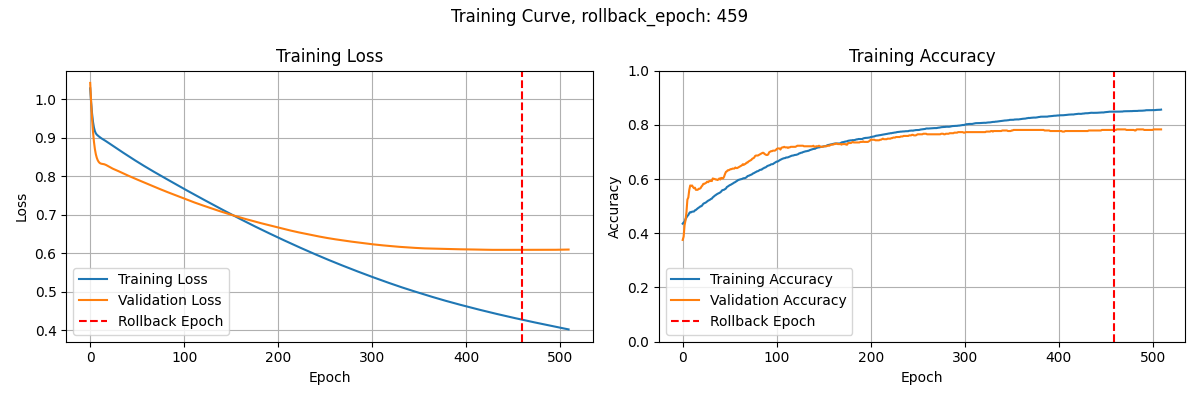 Training Curve, rollback_epoch: 459
Training Loss
1.0
0.9
0.8
0.7
0.6
0.5
0.4
Loss
0
100
200
300
400
500
Epoch
Training Loss
Validation Loss
Rollback Epoch
Training Accuracy
1.0
0.8
0.6
0.4
0.2
0.0
Accuracy
0
100
200
300
400
500
Epoch
Training Accuracy
Validation Accuracy
Rollback Epoch